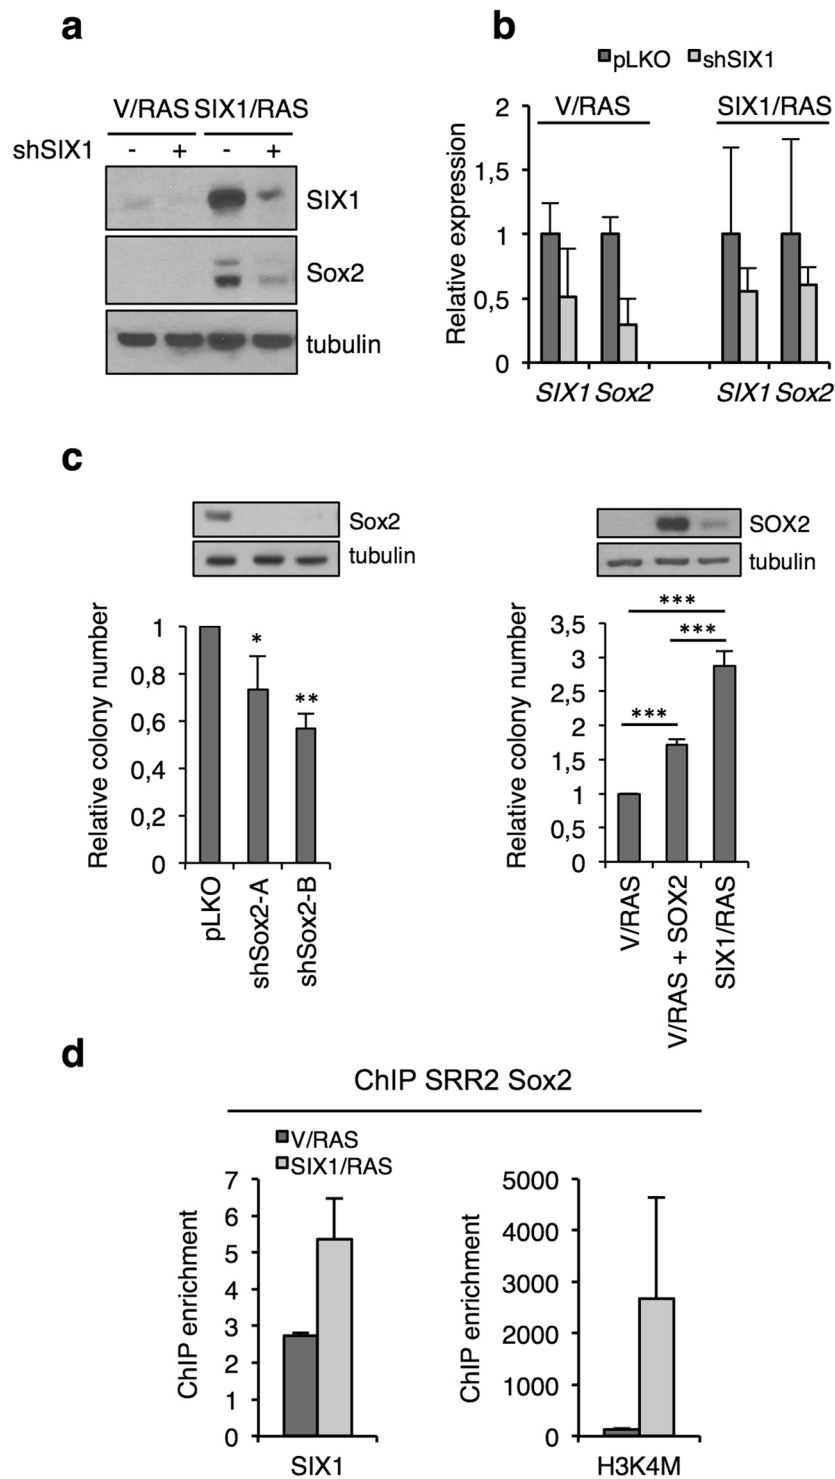 a
V/RAS SIX1/RAS
shSIX1 - + - +
SIX1
Sox2
tubulin
b
pLKO shSIX1
V/RAS SIX1/RAS
Relative expression
2
1,5
1
0,5
0
SIX1 Sox2 SIX1 Sox2
c
Sox2
tubulin
Relative colony number
1
0,8
0,6
0,4
0,2
0
*
**
pLKO
shSox2-A
shSox2-B
SOX2
tubulin
Relative colony number
3,5
3
2,5
2
1,5
1
0,5
0
***
***
***
V/RAS
V/RAS + SOX2
SIX1/RAS
d
ChIP SRR2 Sox2
V/RAS
SIX1/RAS
ChIP enrichment
7
6
5
4
3
2
1
0
SIX1
ChIP enrichment
5000
4000
3000
2000
1000
0
H3K4M